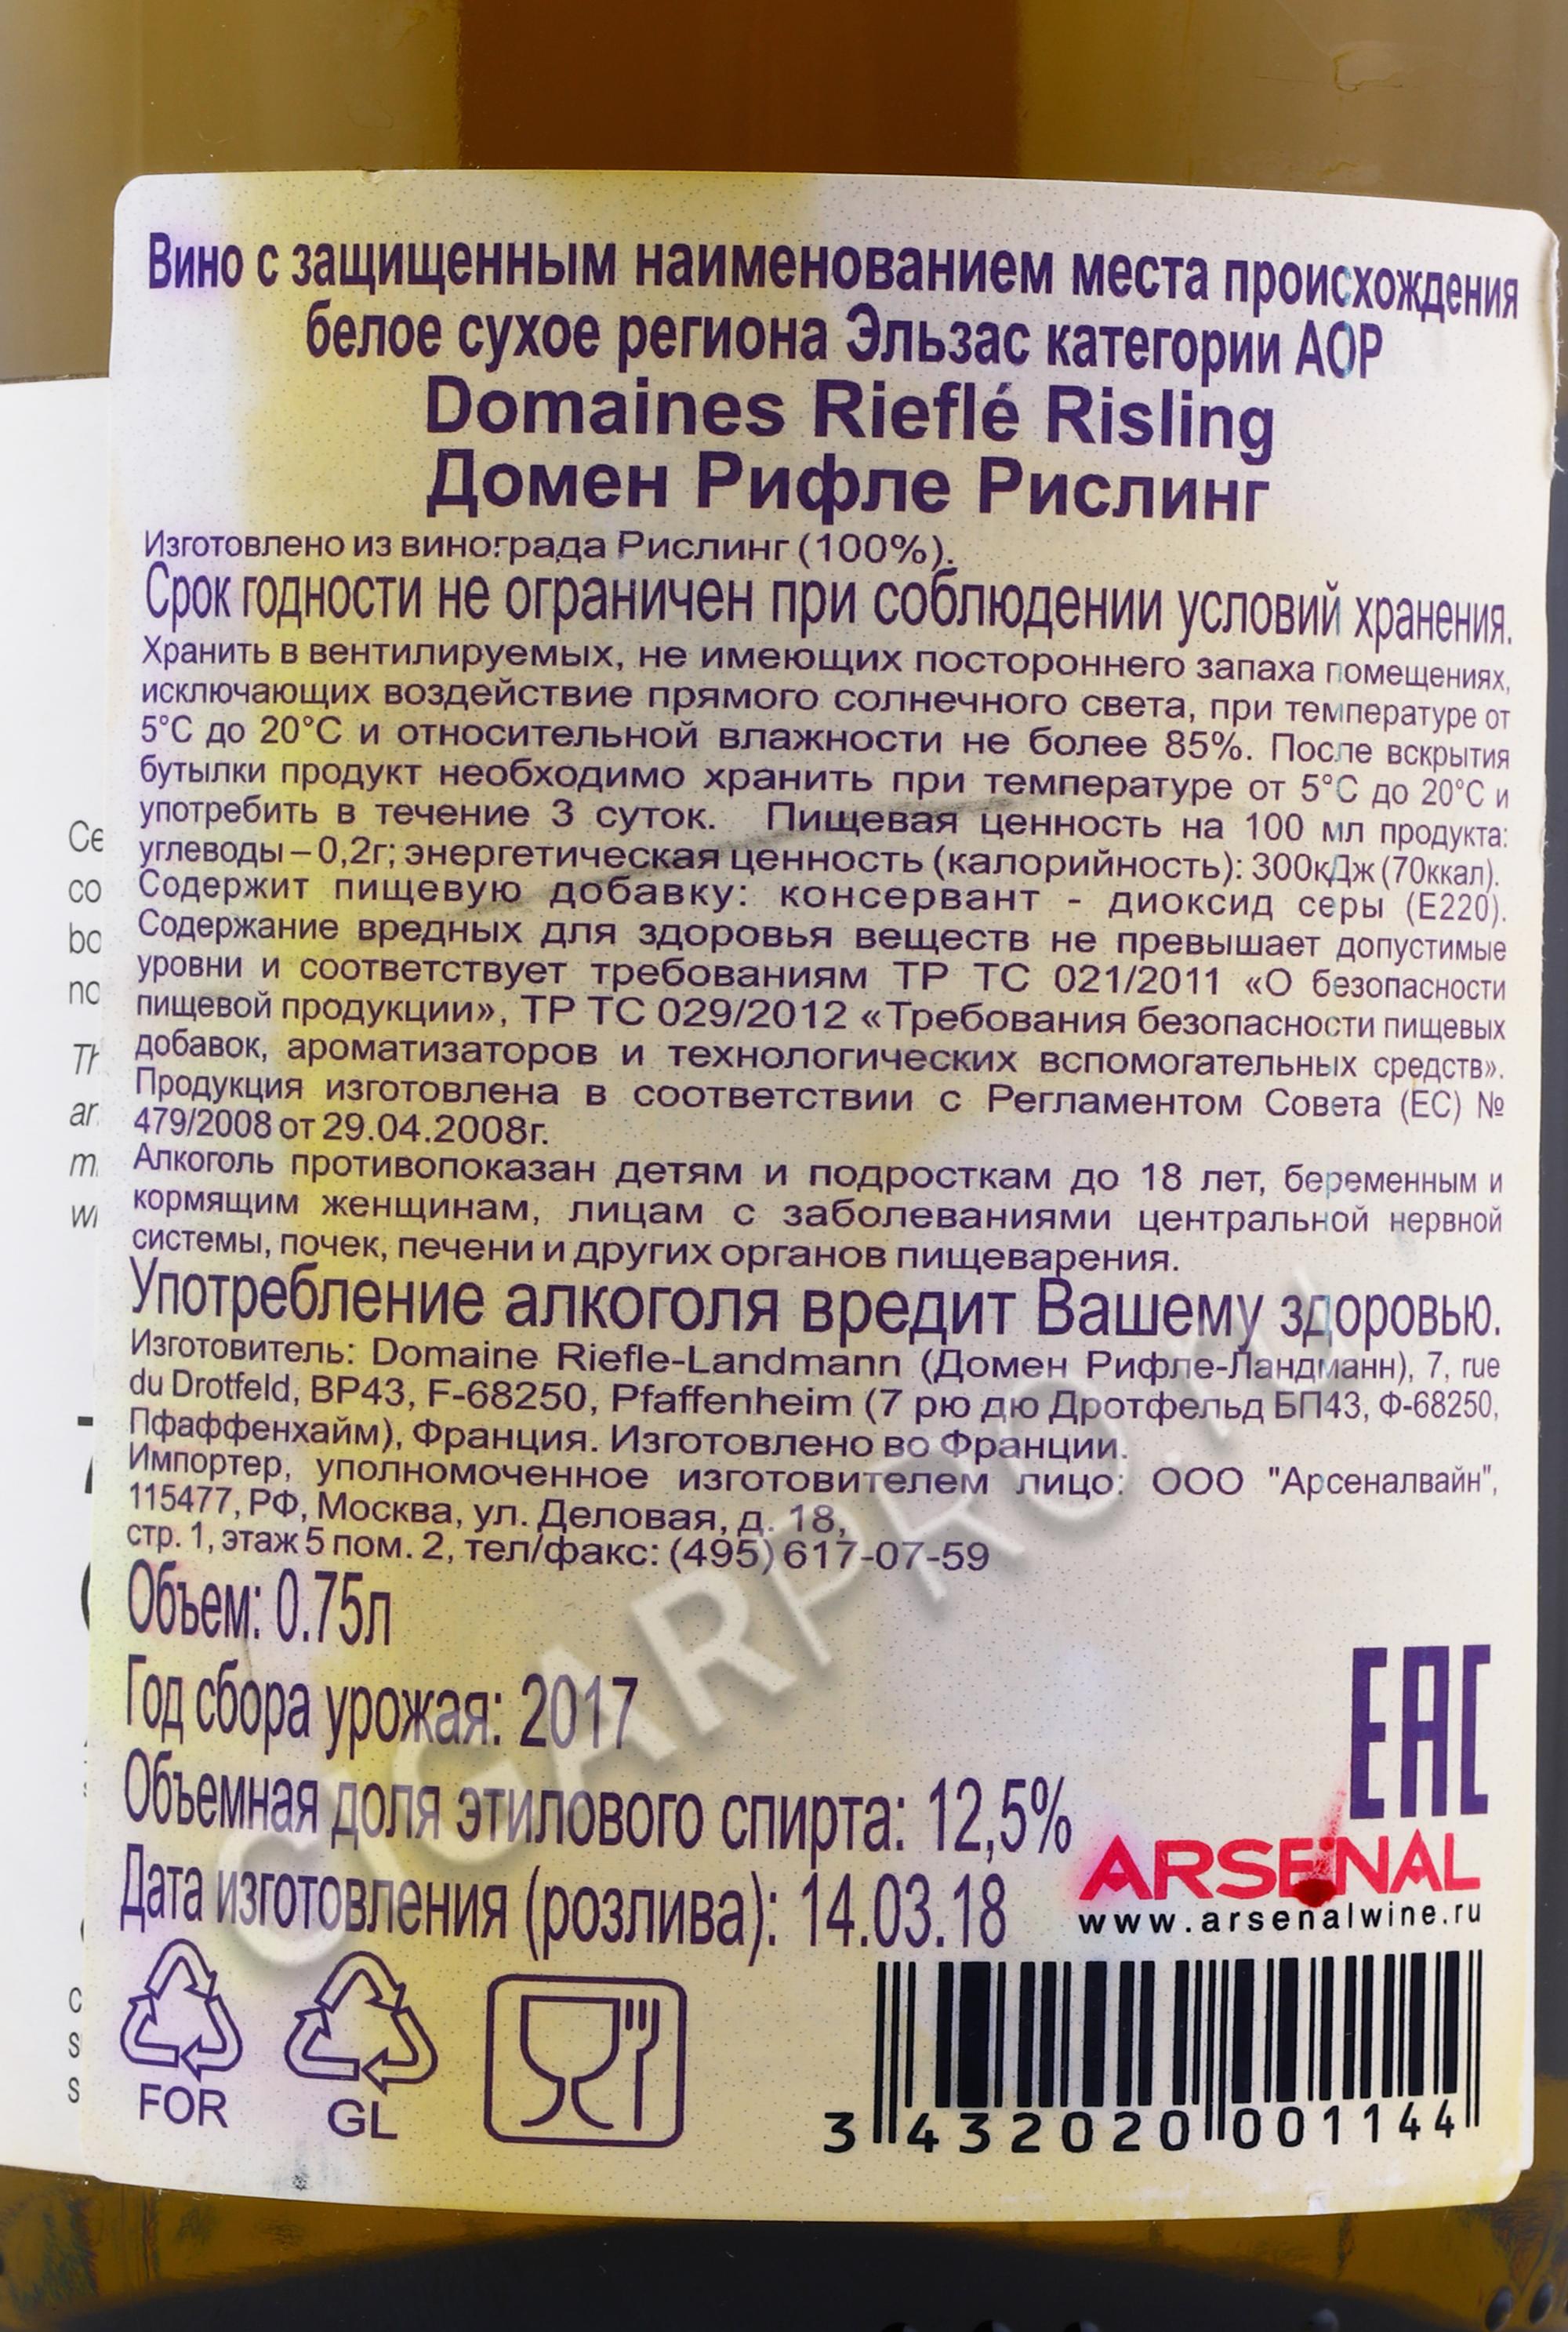 Вино с защищенным наименованием места происхождения
белое сухое региона Эльзас категории AOP
Domaines Rieflé Risling
Домен Рифле Рислинг
Изготовлено из винограда Рислинг (100%).
Срок годности не ограничен при соблюдении условий хранения.
Хранить в вентилируемых, не имеющих постороннего запаха помещениях,
исключающих воздействие прямого солнечного света, при температуре от
5°С до 20°С и относительной влажности не более 85%. После вскрытия
бутылки продукт необходимо хранить при температуре от 5°С до 20°С и
употребить в течение 3 суток. Пищевая ценность на 100 мл продукта:
углеводы – 0,2г; энергетическая ценность (калорийность): 300кДж (70ккал).
Содержит пищевую добавку: консервант - диоксид серы (Е220).
Содержание вредных для здоровья веществ не превышает допустимые
уровни и соответствует требованиям ТР ТС 021/2011 «О безопасности
пищевой продукции», ТР ТС 029/2012 «Требования безопасности пищевых
добавок, ароматизаторов и технологических вспомогательных средств».
Продукция изготовлена в соответствии с Регламентом Совета (ЕС) №
479/2008 от 29.04.2008г.
Алкоголь противопоказан детям и подросткам до 18 лет, беременным и
кормящим женщинам, лицам с заболеваниями центральной нервной
системы, почек, печени и других органов пищеварения.
Употребление алкоголя вредит Вашему здоровью.
Изготовитель: Domaine Riefle-Landmann (Домен Рифле-Ландманн), 7, rue
du Drotfeld, BP43, F-68250, Pfaffenheim (7 рю дю Дротфельд БП43, Ф-68250,
Пфаффенхайм), Франция. Изготовлено во Франции.
Импортер, уполномоченное изготовителем лицо: ООО "Арсеналвайн",
115477, РФ, Москва, ул. Деловая, д. 18,
стр. 1, этаж 5 пом. 2, тел/факс: (495) 617-07-59
Объем: 0.75л
Год сбора урожая: 2017
Объемная доля этилового спирта: 12,5%
Дата изготовления (розлива): 14.03.18
EAC
ARSENAL
www.arsenalwine.ru
FOR
GL
3 432020 001144
CIGARPRO.RU
Ce
co
bo
no
Th
ar
m
wi
c
s
s